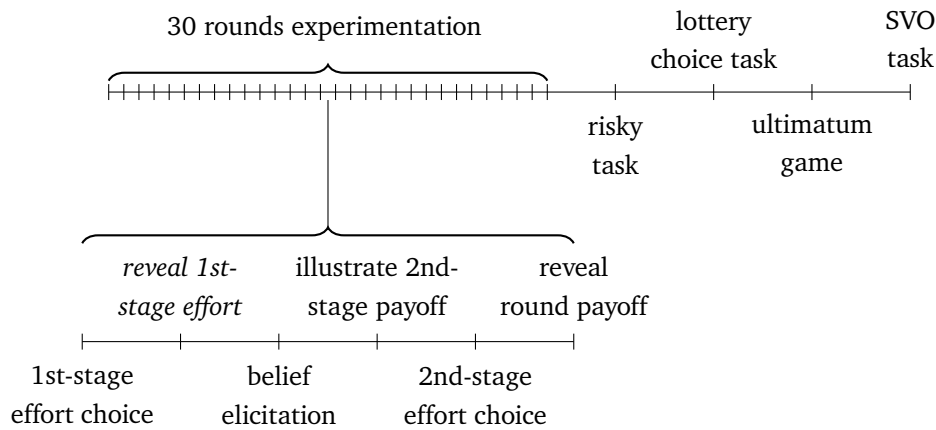 30 rounds experimentation
lottery
choice task
SVO
task
risky
task
ultimatum
game
reveal 1st-
stage effort
illustrate 2nd-
stage payoff
reveal
round payoff
1st-stage
effort choice
belief
elicitation
2nd-stage
effort choice